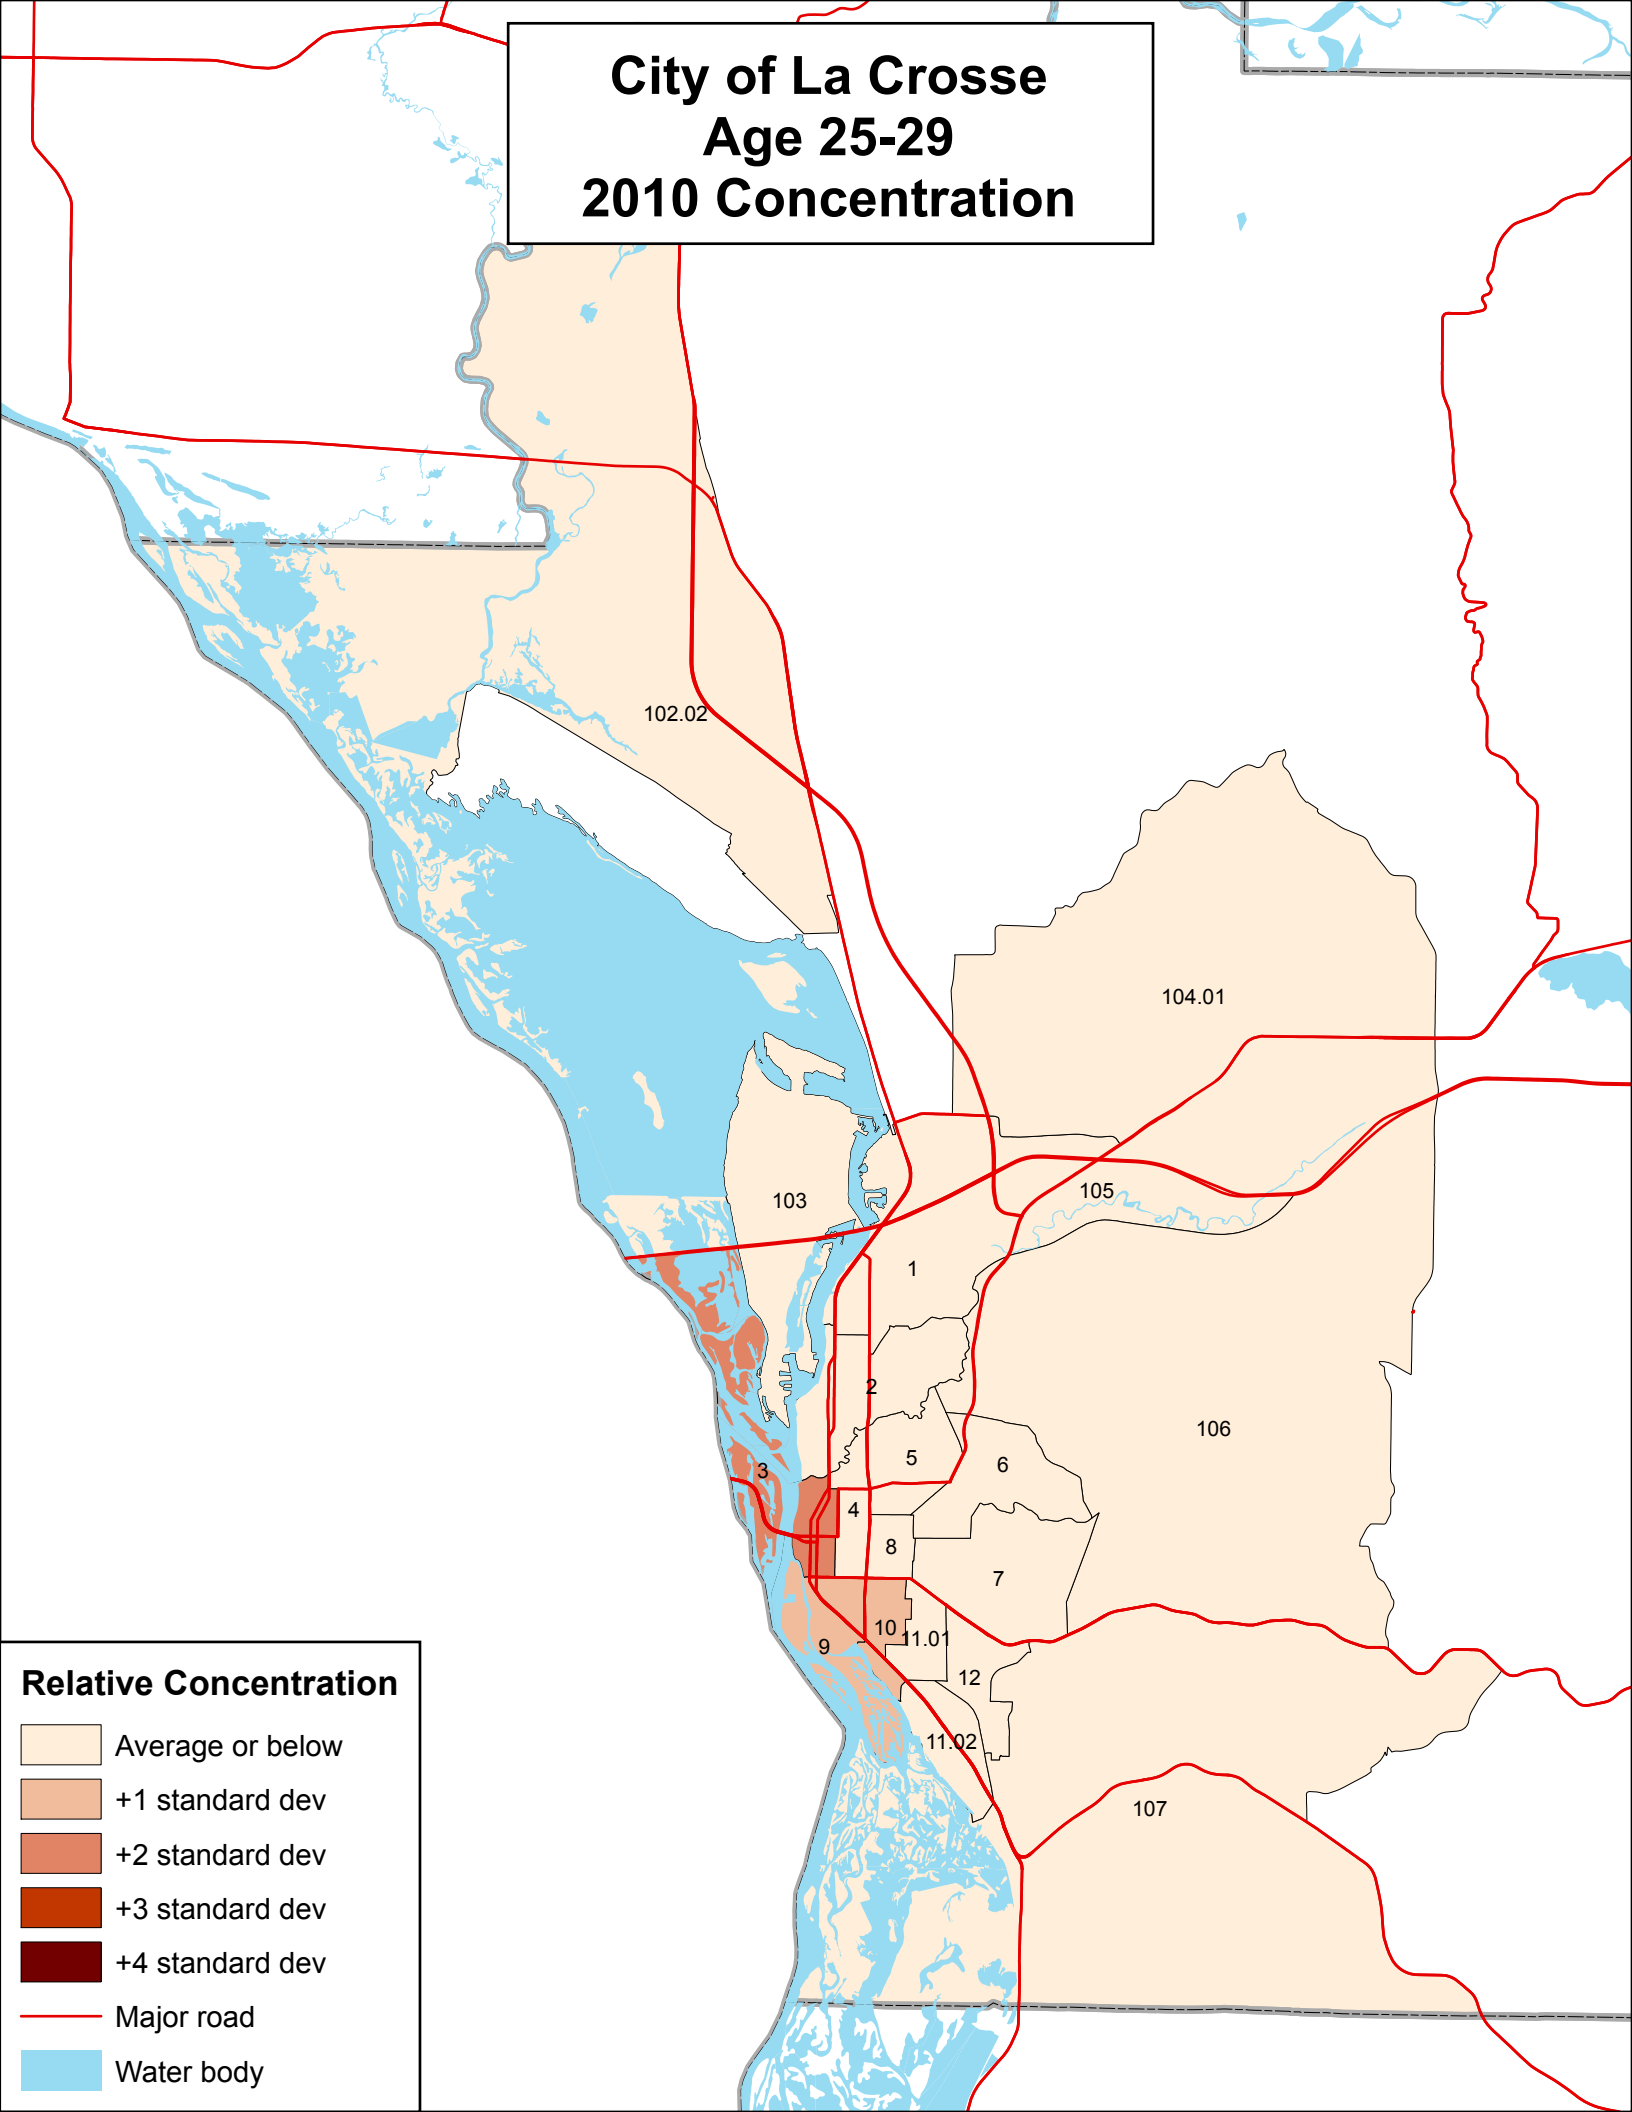 City of La Crosse
Age 25-29
2010 Concentration
102.02
104.01
105
103
1
2
106
5
6
3
4
8
7
10
11.01
9
12
11.02
107
Relative Concentration
Average or below
+1 standard dev
+2 standard dev
+3 standard dev
+4 standard dev
Major road
Water body